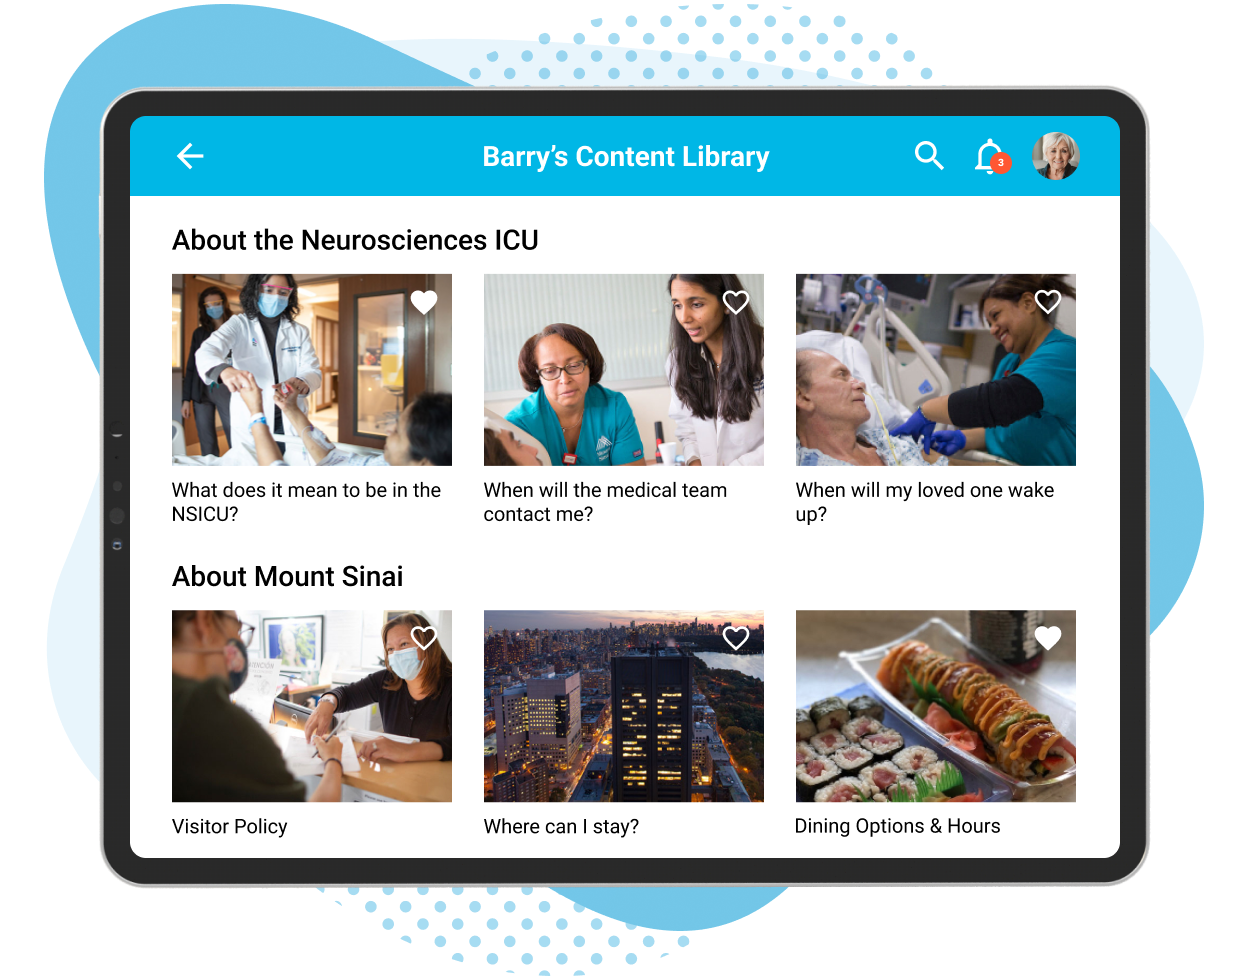 Barry’s Content Library
3
About the Neurosciences ICU
What does it mean to be in the
NSICU?
When will the medical team
contact me?
When will my loved one wake
up?
About Mount Sinai
ATENCIÓN
Visitor Policy
Where can I stay?
Dining Options & Hours